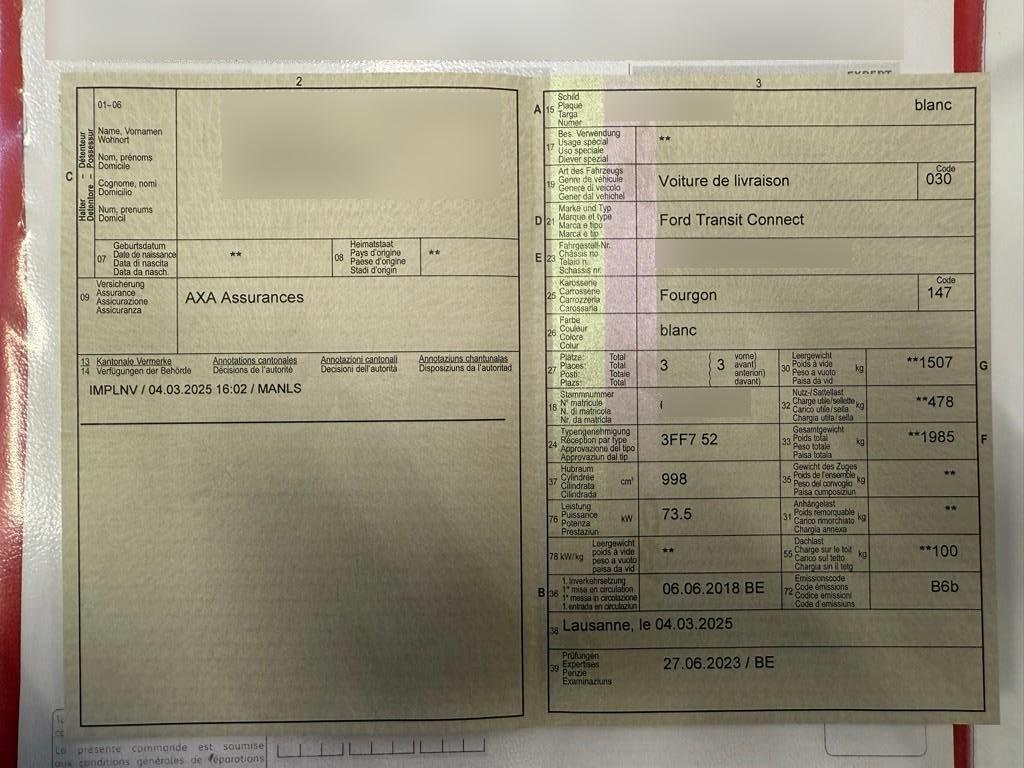 EXPERT
2
01–06
Halter – Détenteur
Detentore – Possessur
C
Name, Vornamen
Wohnort
Nom, prénoms
Domicile
Cognome, nomi
Domicilio
Num, prenums
Domicil
07
Geburtsdatum
Date de naissance
Data di nascita
Data da nasch.
**
08
Heimatstaat
Pays d'origine
Paese d'origine
Stadi d'origin
**
09
Versicherung
Assurance
Assicurazione
Assicuranza
AXA Assurances
13 Kantonale Vermerke
14 Verfügungen der Behörde
Annotations cantonales
Décisions de l'autorité
Annotazioni cantonali
Decisioni dell'autorità
Annotaziuns chantunalas
Disposiziuns da l'autoritad
IMPLNV / 04.03.2025 16:02 / MANLS
3
A 15
Schild
Plaque
Targa
Numer
blanc
17
Bes. Verwendung
Usage spécial
Uso speciale
Diever spezial
**
19
Art des Fahrzeugs
Genre de véhicule
Genere di veicolo
Gener dal vehichel
Voiture de livraison
Code
030
D 21
Marke und Typ
Marque et type
Marca e tipo
Marca e tip
Ford Transit Connect
E 23
Fahrgestell-Nr.
Châssis no
Telaio n.
Schassis nr.
25
Karosserie
Carrosserie
Carrozzeria
Carossaria
Fourgon
Code
147
26
Farbe
Couleur
Colore
Colur
blanc
27
Plätze: Total
Places: Total
Posti: Totale
Plazs: Total
3
( 3
vorne)
avant)
anteriori)
davant)
30
Leergewicht
Poids à vide
Peso a vuoto
Paisa da vid
kg
**1507
G
18
Stammnummer
N° matricule
N. di matricola
Nr. da matricla
32
Nutz-/Sattellast
Charge utile/sellette
Carico utile/sella
Chargia utila/sella
kg
**478
24
Typengenehmigung
Réception par type
Approvazione del tipo
Approvaziun dal tip
3FF7 52
33
Gesamtgewicht
Poids total
Peso totale
Paisa totala
kg
**1985
F
37
Hubraum
Cylindrée
Cilindrata
Cilindrada
cm³
998
35
Gewicht des Zuges
Poids de l'ensemble
Peso del convoglio
Paisa cumposiziun
kg
**
76
Leistung
Puissance
Potenza
Prestaziun
kW
73.5
31
Anhängelast
Poids remorquable
Carico rimorchiato
Chargia annexa
kg
**
78 kW/kg
Leergewicht
poids à vide
peso a vuoto
paisa da vid
**
55
Dachlast
Charge sur le toit
Carico sul tetto
Chargia sin il tetg
kg
**100
B 36
1. Inverkehrsetzung
1re mise en circulation
1a messa in circolazione
1. entrada en circulaziun
06.06.2018 BE
72
Emissionscode
Code émissions
Codice emissioni
Code d'emissiuns
B6b
38
Lausanne, le 04.03.2025
39
Prüfungen
Expertises
Perizie
Examinaziuns
27.06.2023 / BE
La présente commande est soumise
aux conditions générales de réparations